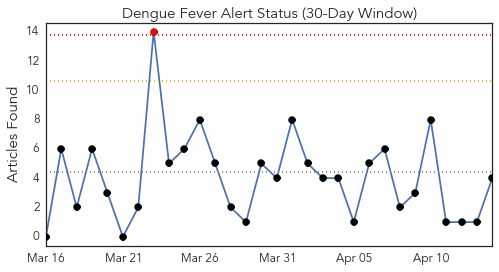 Dengue Fever Alert Status (30-Day Window)
14
12
10
8
6
4
2
0
Articles Found
Mar 16 Mar 21 Mar 26 Mar 31 Apr 05 Apr 10